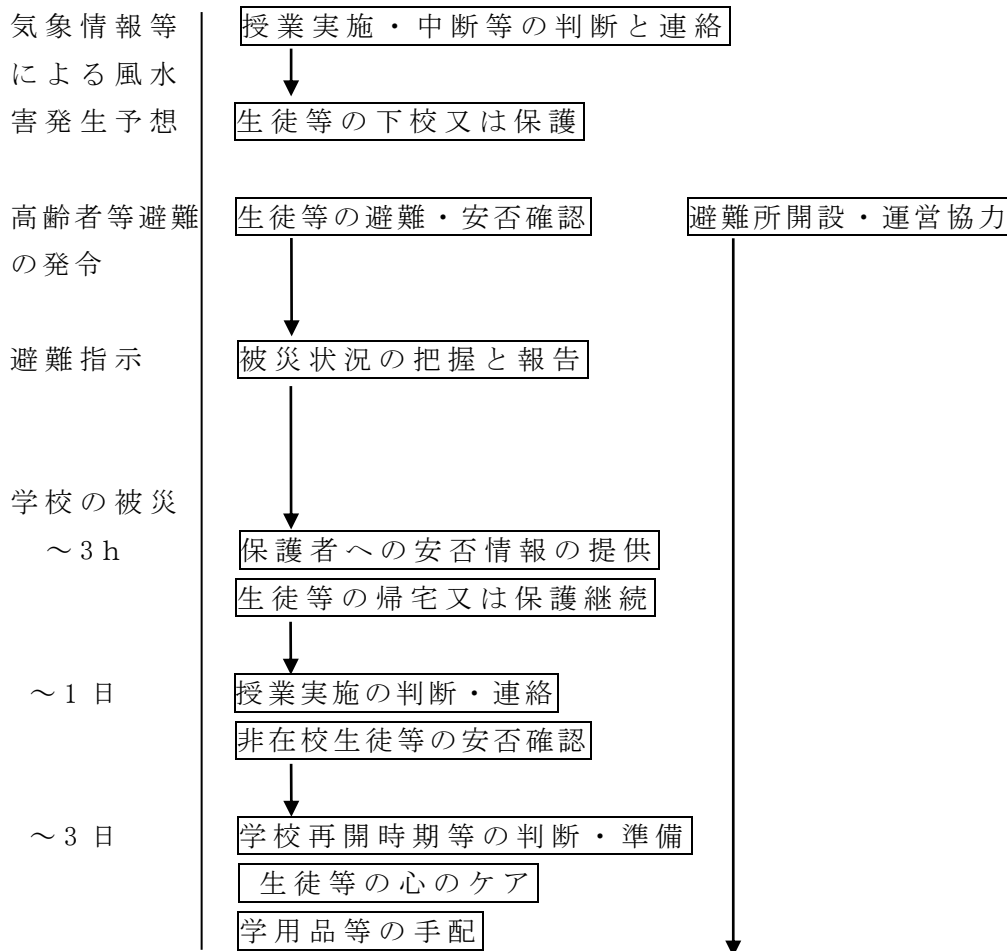 気象情報等
による風水
害発生予想
授業実施・中断等の判断と連絡
生徒等の下校又は保護
高齢者等避難
の発令
生徒等の避難・安否確認
避難所開設・運営協力
避難指示
被災状況の把握と報告
学校の被災
～3ｈ
保護者への安否情報の提供
生徒等の帰宅又は保護継続
～1 日
授業実施の判断・連絡
非在校生徒等の安否確認
～3 日
学校再開時期等の判断・準備
生徒等の心のケア
学用品等の手配